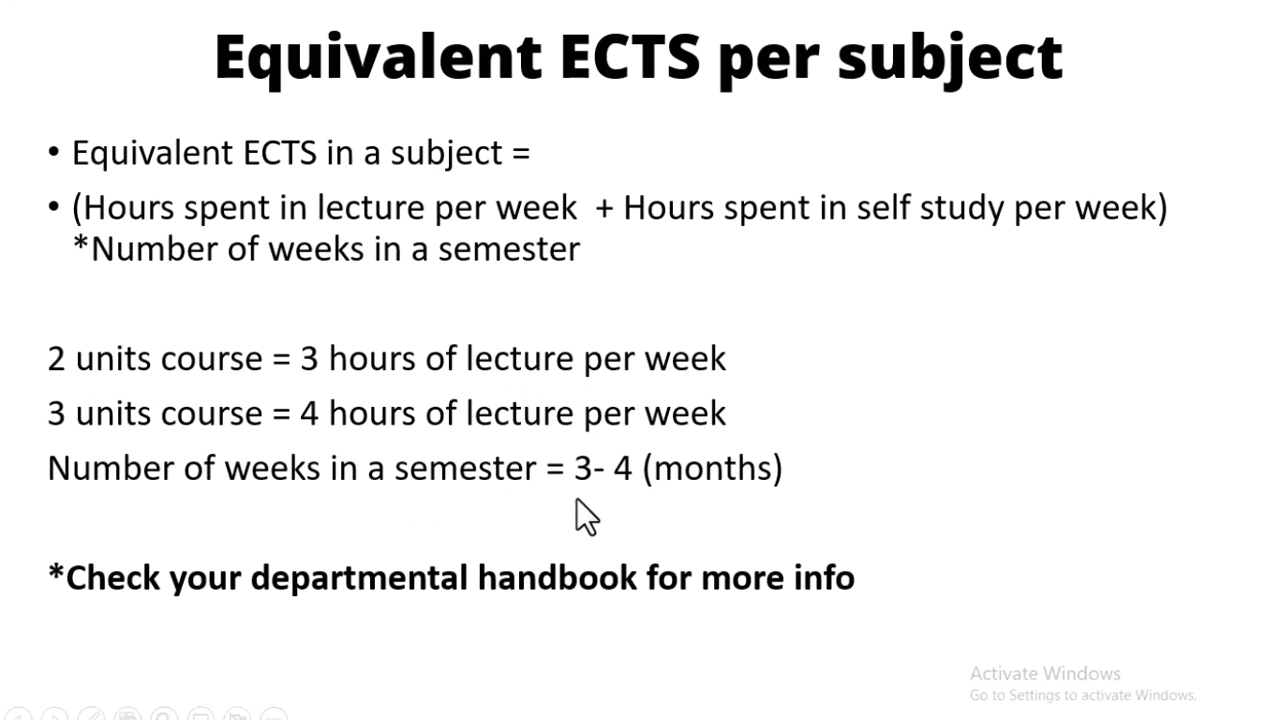 Equivalent ECTS per subject
• Equivalent ECTS in a subject =
• (Hours spent in lecture per week + Hours spent in self study per week)
*Number of weeks in a semester
2 units course = 3 hours of lecture per week
3 units course = 4 hours of lecture per week
Number of weeks in a semester = 3- 4 (months)
*Check your departmental handbook for more info
Activate Windows
Go to Settings to activate Windows.